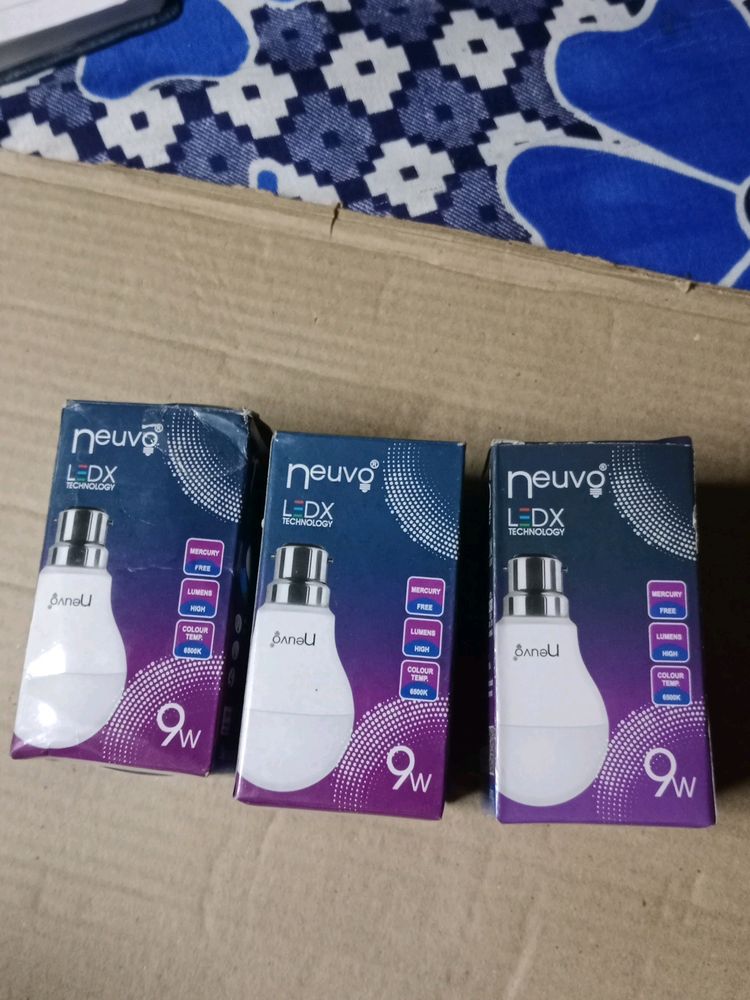 neuvo®
LEDX
TECHNOLOGY
neuvo
MERCURY
FREE
LUMENS
HIGH
COLOUR
TEMP.
6500K
9W
neuvo®
LEDX
TECHNOLOGY
neuvo®
MERCURY
FREE
LUMENS
HIGH
COLOUR
TEMP.
6500K
9W
neuvo®
LEDX
TECHNOLOGY
neuvo®
MERCURY
FREE
LUMENS
HIGH
COLOUR
TEMP.
6500K
9W